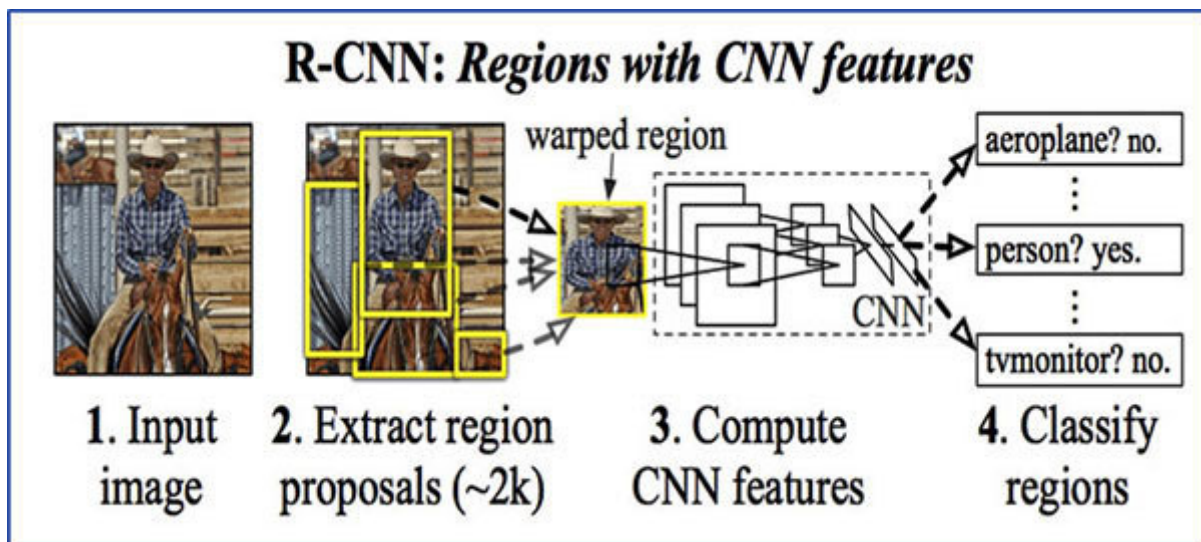 R-CNN: Regions with CNN features
warped region
aeroplane? no.
person? yes.
CNN
tvmonitor? no.
1. Input
image
2. Extract region
proposals (~2k)
3. Compute
CNN features
4. Classify
regions